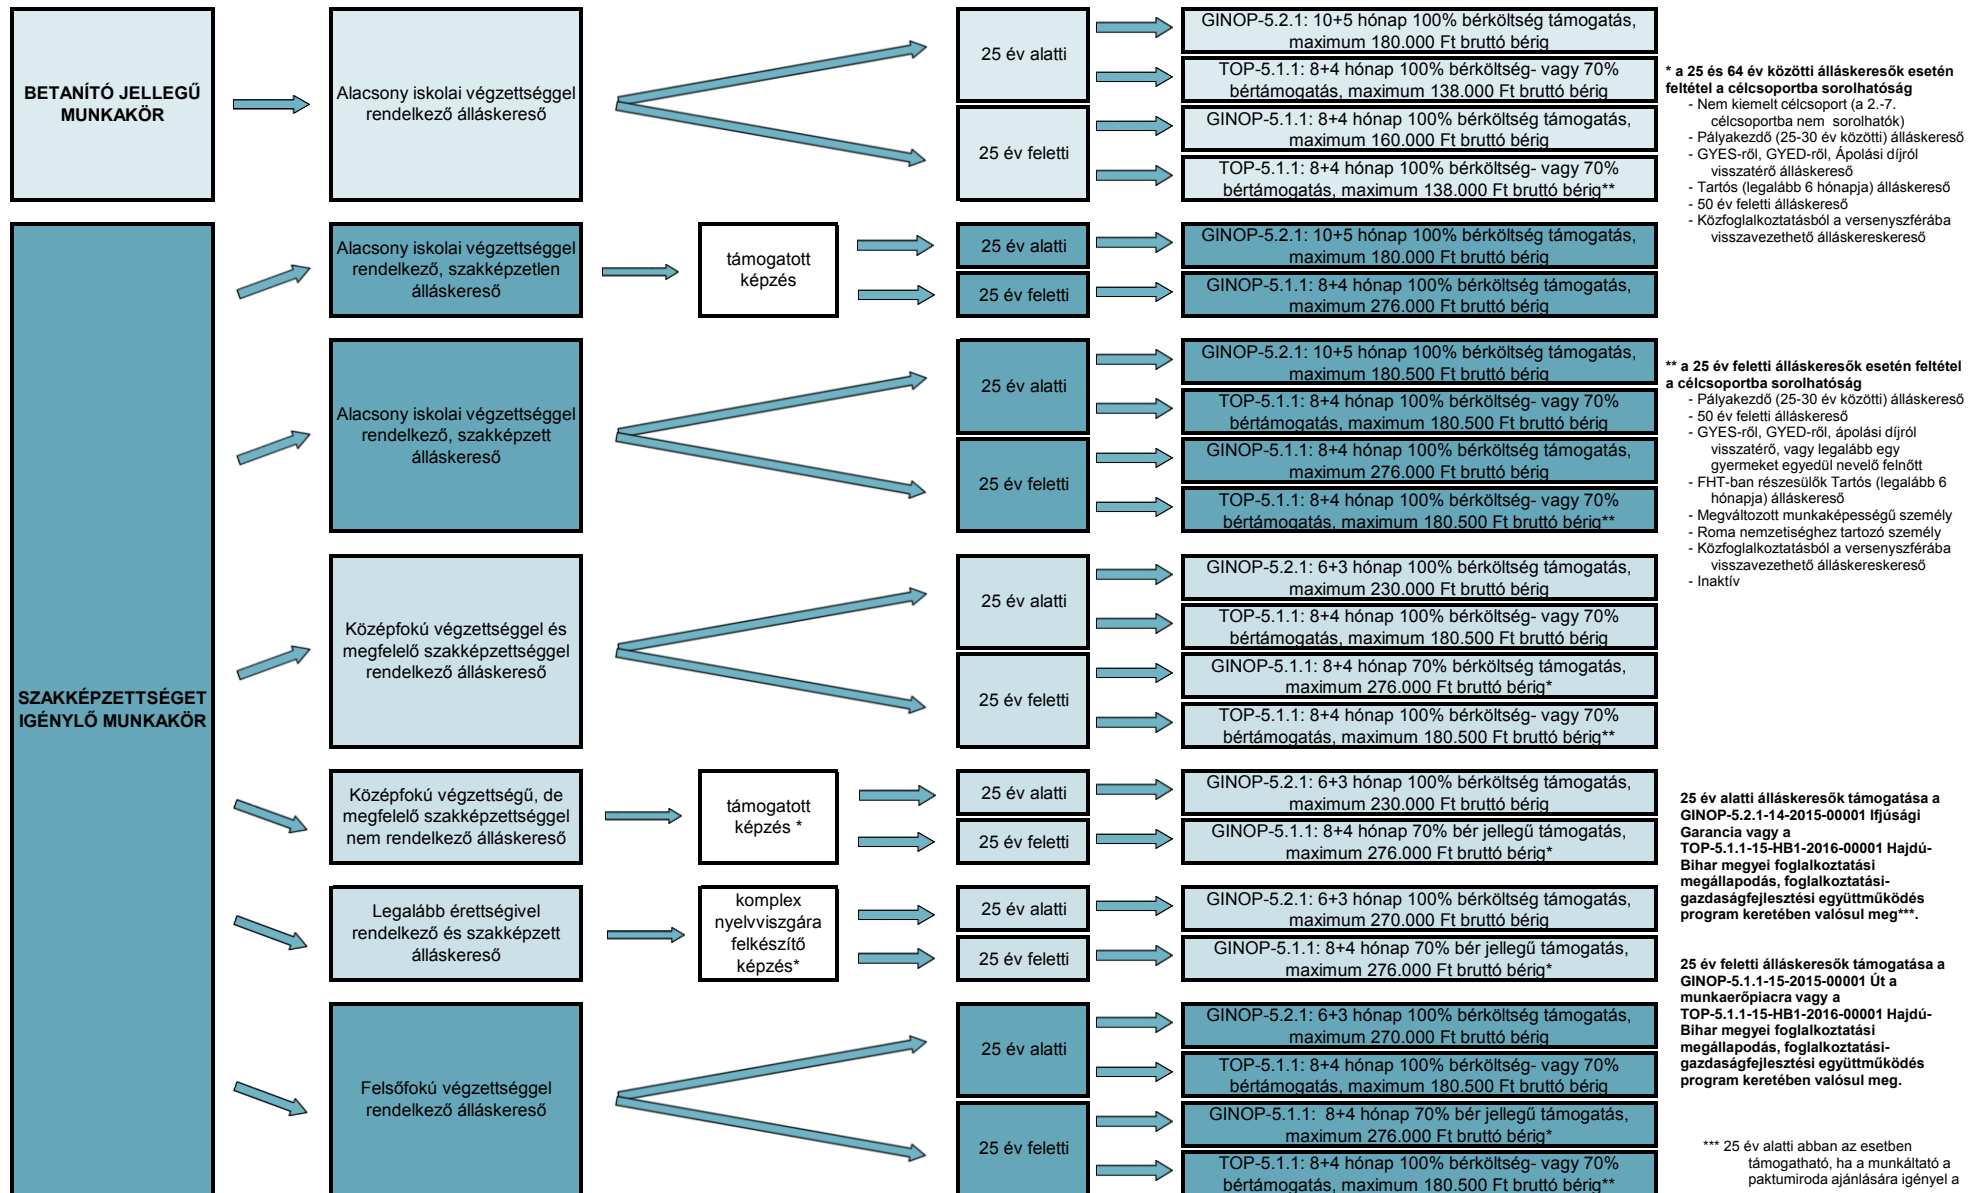 BETANÍTÓ JELLEGŰ
MUNKAKÖR
Alacsony iskolai végzettséggel
rendelkező álláskereső
25 év alatti
GINOP-5.2.1: 10+5 hónap 100% bérköltség támogatás,
maximum 180.000 Ft bruttó bérig
TOP-5.1.1: 8+4 hónap 100% bérköltség- vagy 70%
bértámogatás, maximum 138.000 Ft bruttó bérig
25 év feletti
GINOP-5.1.1: 8+4 hónap 100% bérköltség támogatás,
maximum 160.000 Ft bruttó bérig
TOP-5.1.1: 8+4 hónap 100% bérköltség- vagy 70%
bértámogatás, maximum 138.000 Ft bruttó bérig**
SZAKKÉPZETTSÉGET
IGÉNYLŐ MUNKAKÖR
Alacsony iskolai végzettséggel
rendelkező, szakképzetlen
álláskereső
támogatott
képzés
25 év alatti
GINOP-5.2.1: 10+5 hónap 100% bérköltség támogatás,
maximum 180.000 Ft bruttó bérig
25 év feletti
GINOP-5.1.1: 8+4 hónap 100% bérköltség támogatás,
maximum 276.000 Ft bruttó bérig
Alacsony iskolai végzettséggel
rendelkező, szakképzett
álláskereső
25 év alatti
GINOP-5.2.1: 10+5 hónap 100% bérköltség támogatás,
maximum 180.500 Ft bruttó bérig
TOP-5.1.1: 8+4 hónap 100% bérköltség- vagy 70%
bértámogatás, maximum 180.500 Ft bruttó bérig
25 év feletti
GINOP-5.1.1: 8+4 hónap 100% bérköltség támogatás,
maximum 276.000 Ft bruttó bérig
TOP-5.1.1: 8+4 hónap 100% bérköltség- vagy 70%
bértámogatás, maximum 180.500 Ft bruttó bérig**
Középfokú végzettséggel és
megfelelő szakképzettséggel
rendelkező álláskereső
25 év alatti
GINOP-5.2.1: 6+3 hónap 100% bérköltség támogatás,
maximum 230.000 Ft bruttó bérig
TOP-5.1.1: 8+4 hónap 100% bérköltség- vagy 70%
bértámogatás, maximum 180.500 Ft bruttó bérig
25 év feletti
GINOP-5.1.1: 8+4 hónap 70% bérköltség támogatás,
maximum 276.000 Ft bruttó bérig*
TOP-5.1.1: 8+4 hónap 100% bérköltség- vagy 70%
bértámogatás, maximum 180.500 Ft bruttó bérig**
Középfokú végzettségű, de
megfelelő szakképzettséggel
nem rendelkező álláskereső
támogatott
képzés *
25 év alatti
GINOP-5.2.1: 6+3 hónap 100% bérköltség támogatás,
maximum 230.000 Ft bruttó bérig
25 év feletti
GINOP-5.1.1: 8+4 hónap 70% bér jellegű támogatás,
maximum 276.000 Ft bruttó bérig*
Legalább érettségivel
rendelkező és szakképzett
álláskereső
komplex
nyelvviszgára
felkészítő
képzés*
25 év alatti
GINOP-5.2.1: 6+3 hónap 100% bérköltség támogatás,
maximum 270.000 Ft bruttó bérig
25 év feletti
GINOP-5.1.1: 8+4 hónap 70% bér jellegű támogatás,
maximum 276.000 Ft bruttó bérig*
Felsőfokú végzettséggel
rendelkező álláskereső
25 év alatti
GINOP-5.2.1: 6+3 hónap 100% bérköltség támogatás,
maximum 270.000 Ft bruttó bérig
TOP-5.1.1: 8+4 hónap 100% bérköltség- vagy 70%
bértámogatás, maximum 180.500 Ft bruttó bérig
25 év feletti
GINOP-5.1.1: 8+4 hónap 70% bér jellegű támogatás,
maximum 276.000 Ft bruttó bérig*
TOP-5.1.1: 8+4 hónap 100% bérköltség- vagy 70%
bértámogatás, maximum 180.500 Ft bruttó bérig**
* a 25 és 64 év közötti álláskeresők esetén
feltétel a célcsoportba sorolhatóság
- Nem kiemelt célcsoport (a 2.-7.
célcsoportba nem sorolhatók)
- Pályakezdő (25-30 év közötti) álláskereső
- GYES-ről, GYED-ről, Ápolási díjról
visszatérő álláskereső
- Tartós (legalább 6 hónapja) álláskereső
- 50 év feletti álláskereső
- Közfoglalkoztatásból a versenyszférába
visszavezethető álláskereskereső
** a 25 év feletti álláskeresők esetén feltétel
a célcsoportba sorolhatóság
- Pályakezdő (25-30 év közötti) álláskereső
- 50 év feletti álláskereső
- GYES-ről, GYED-ről, ápolási díjról
visszatérő, vagy legalább egy
gyermeket egyedül nevelő felnőtt
- FHT-ban részesülők Tartós (legalább 6
hónapja) álláskereső
- Megváltozott munkaképességű személy
- Roma nemzetiséghez tartozó személy
- Közfoglalkoztatásból a versenyszférába
visszavezethető álláskereskereső
- Inaktív
25 év alatti álláskeresők támogatása a
GINOP-5.2.1-14-2015-00001 Ifjúsági
Garancia vagy a
TOP-5.1.1-15-HB1-2016-00001 Hajdú-
Bihar megyei foglalkoztatási
megállapodás, foglalkoztatási-
gazdaságfejlesztési együttműködés
program keretében valósul meg***.
25 év feletti álláskeresők támogatása a
GINOP-5.1.1-15-2015-00001 Út a
munkaerőpiacra vagy a
TOP-5.1.1-15-HB1-2016-00001 Hajdú-
Bihar megyei foglalkoztatási
megállapodás, foglalkoztatási-
gazdaságfejlesztési együttműködés
program keretében valósul meg.
*** 25 év alatti abban az esetben
támogatható, ha a munkáltató a
paktumiroda ajánlására igényel a